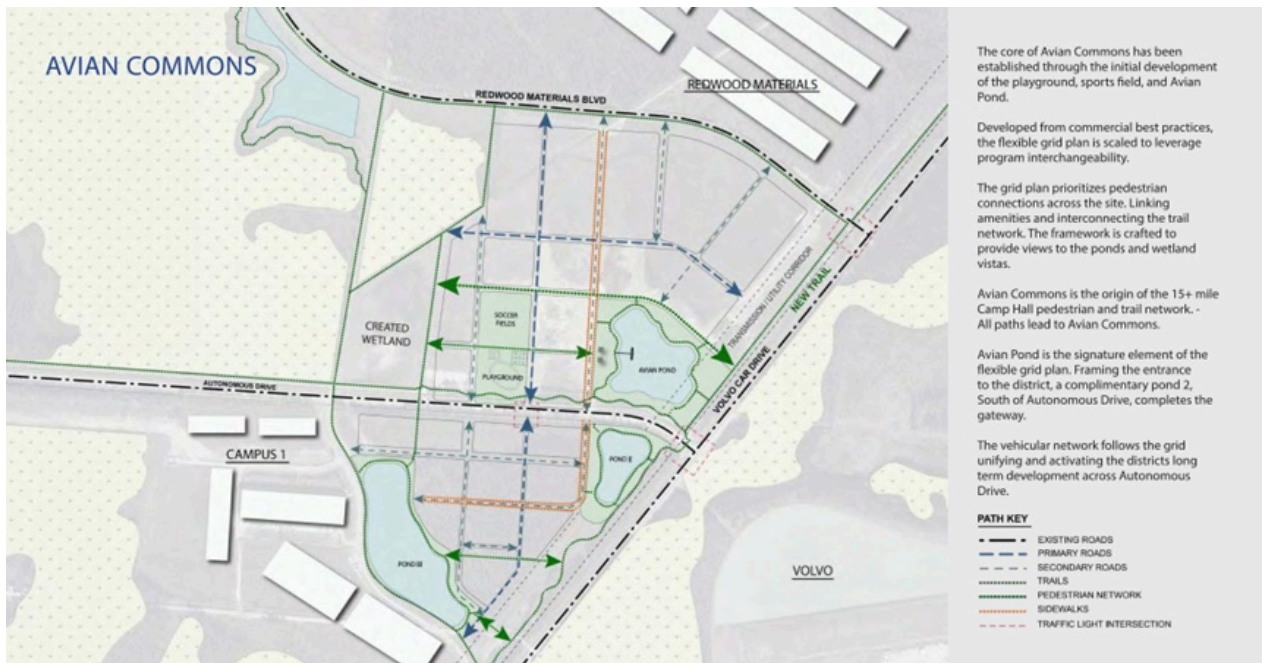 AVIAN COMMONS
REDWOOD MATERIALS BLVD
REDWOOD MATERIALS
TRANSMISSION / UTILITY CORRIDOR
NEW TRAIL
VOLVO CAR DRIVE
SOCCER
FIELDS
CREATED
WETLAND
PLAYGROUND
AVIAN POND
AUTONOMOUS DRIVE
CAMPUS 1
POND E
POND B
VOLVO
The core of Avian Commons has been
established through the initial development
of the playground, sports field, and Avian
Pond.
Developed from commercial best practices,
the flexible grid plan is scaled to leverage
program interchangeability.
The grid plan prioritizes pedestrian
connections across the site. Linking
amenities and interconnecting the trail
network. The framework is crafted to
provide views to the ponds and wetland
vistas.
Avian Commons is the origin of the 15+ mile
Camp Hall pedestrian and trail network. -
All paths lead to Avian Commons.
Avian Pond is the signature element of the
flexible grid plan. Framing the entrance
to the district, a complimentary pond 2,
South of Autonomous Drive, completes the
gateway.
The vehicular network follows the grid
unifying and activating the districts long
term development across Autonomous
Drive.
PATH KEY
EXISTING ROADS
PRIMARY ROADS
SECONDARY ROADS
TRAILS
PEDESTRIAN NETWORK
SIDEWALKS
TRAFFIC LIGHT INTERSECTION